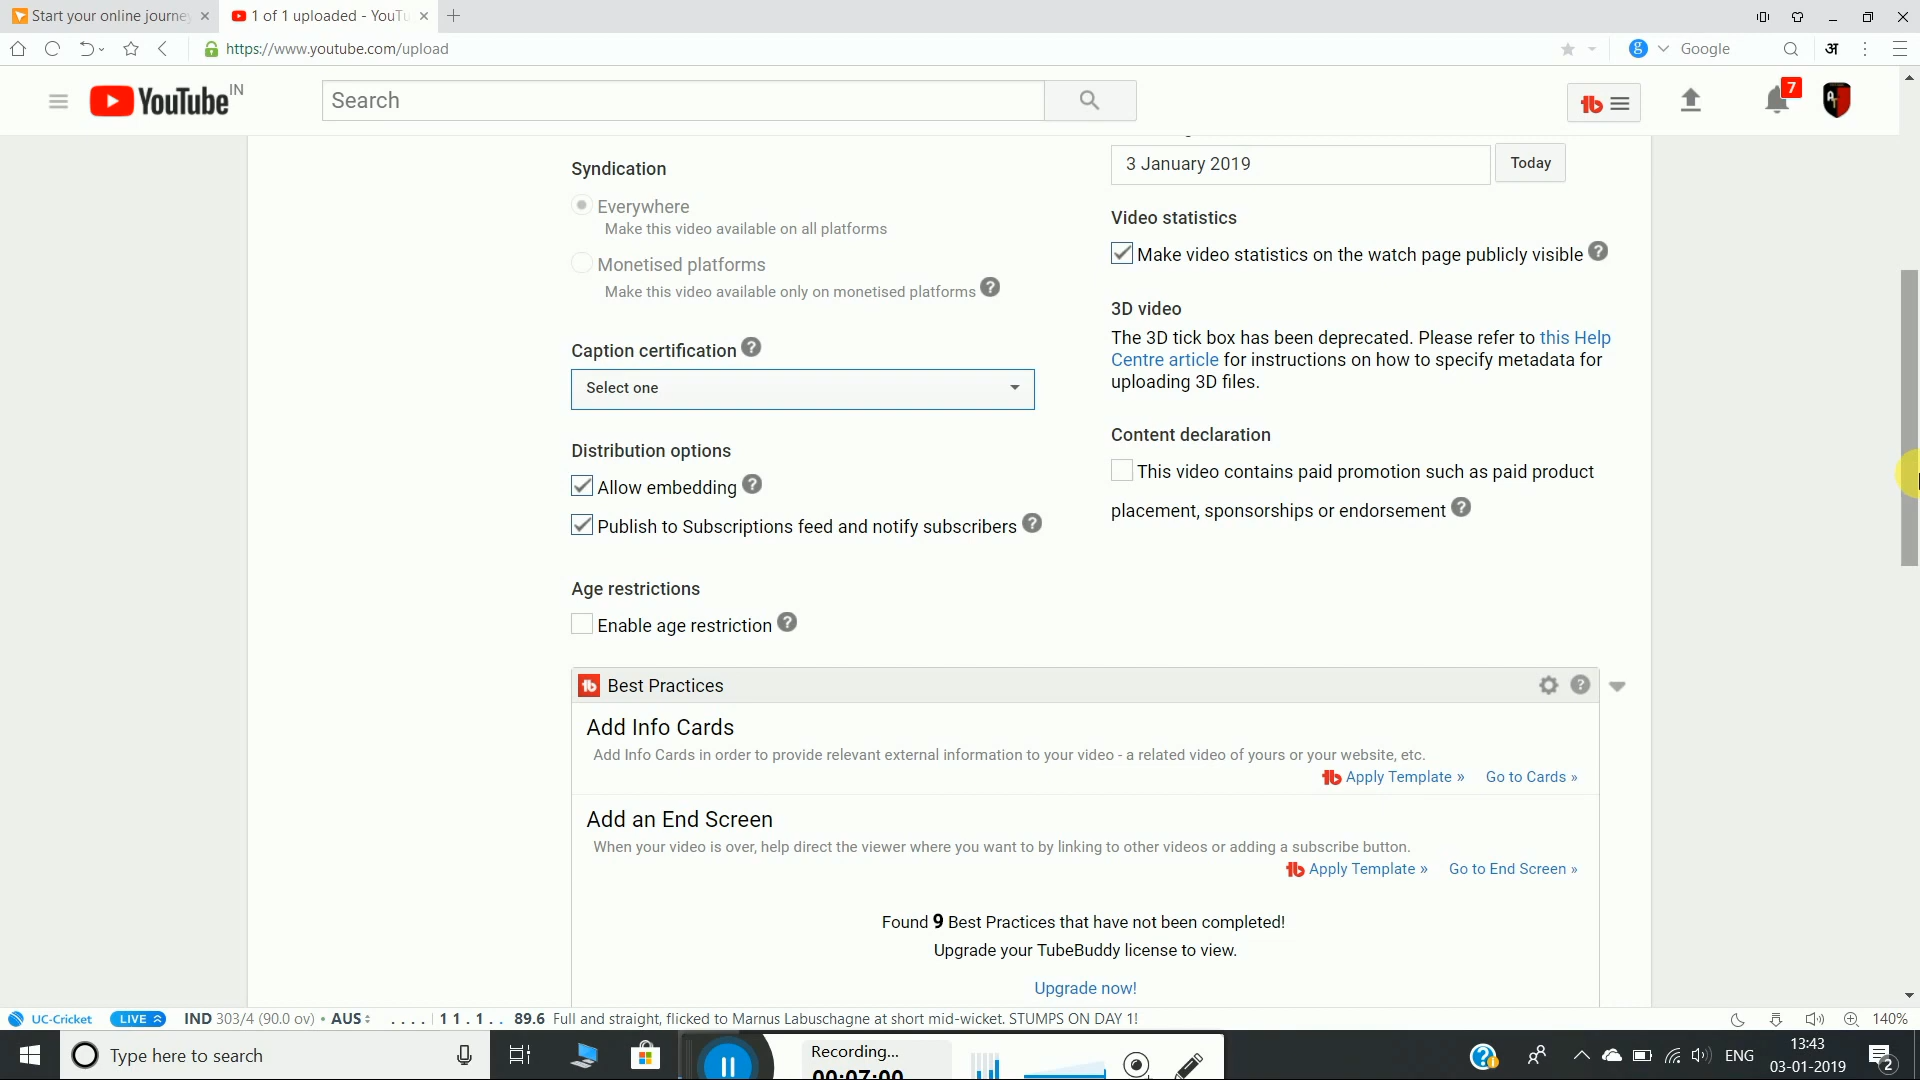 Start your online journe
1 of 1 uploaded - YouTu
https://www.youtube.com/upload
Google
अ
YouTube IN
Search
7
3 January 2019
Today
Syndication
Everywhere
Make this video available on all platforms
Monetised platforms
Make this video available only on monetised platforms
Caption certification
Select one
Distribution options
Allow embedding
Publish to Subscriptions feed and notify subscribers
Age restrictions
Enable age restriction
Video statistics
Make video statistics on the watch page publicly visible
3D video
The 3D tick box has been deprecated. Please refer to this Help
Centre article for instructions on how to specify metadata for
uploading 3D files.
Content declaration
This video contains paid promotion such as paid product
placement, sponsorships or endorsement
Best Practices
Add Info Cards
Add Info Cards in order to provide relevant external information to your video - a related video of yours or your website, etc.
Apply Template » Go to Cards »
Add an End Screen
When your video is over, help direct the viewer where you want to by linking to other videos or adding a subscribe button.
Apply Template » Go to End Screen »
Found 9 Best Practices that have not been completed!
Upgrade your TubeBuddy license to view.
Upgrade now!
UC-Cricket LIVE IND 303/4 (90.0 ov) • AUS . . . . | 1 1 . 1 . . 89.6 Full and straight, flicked to Marnus Labuschagne at short mid-wicket. STUMPS ON DAY 1!
140%
Type here to search
Recording...
00:07:00
ENG
13:43
03-01-2019
2